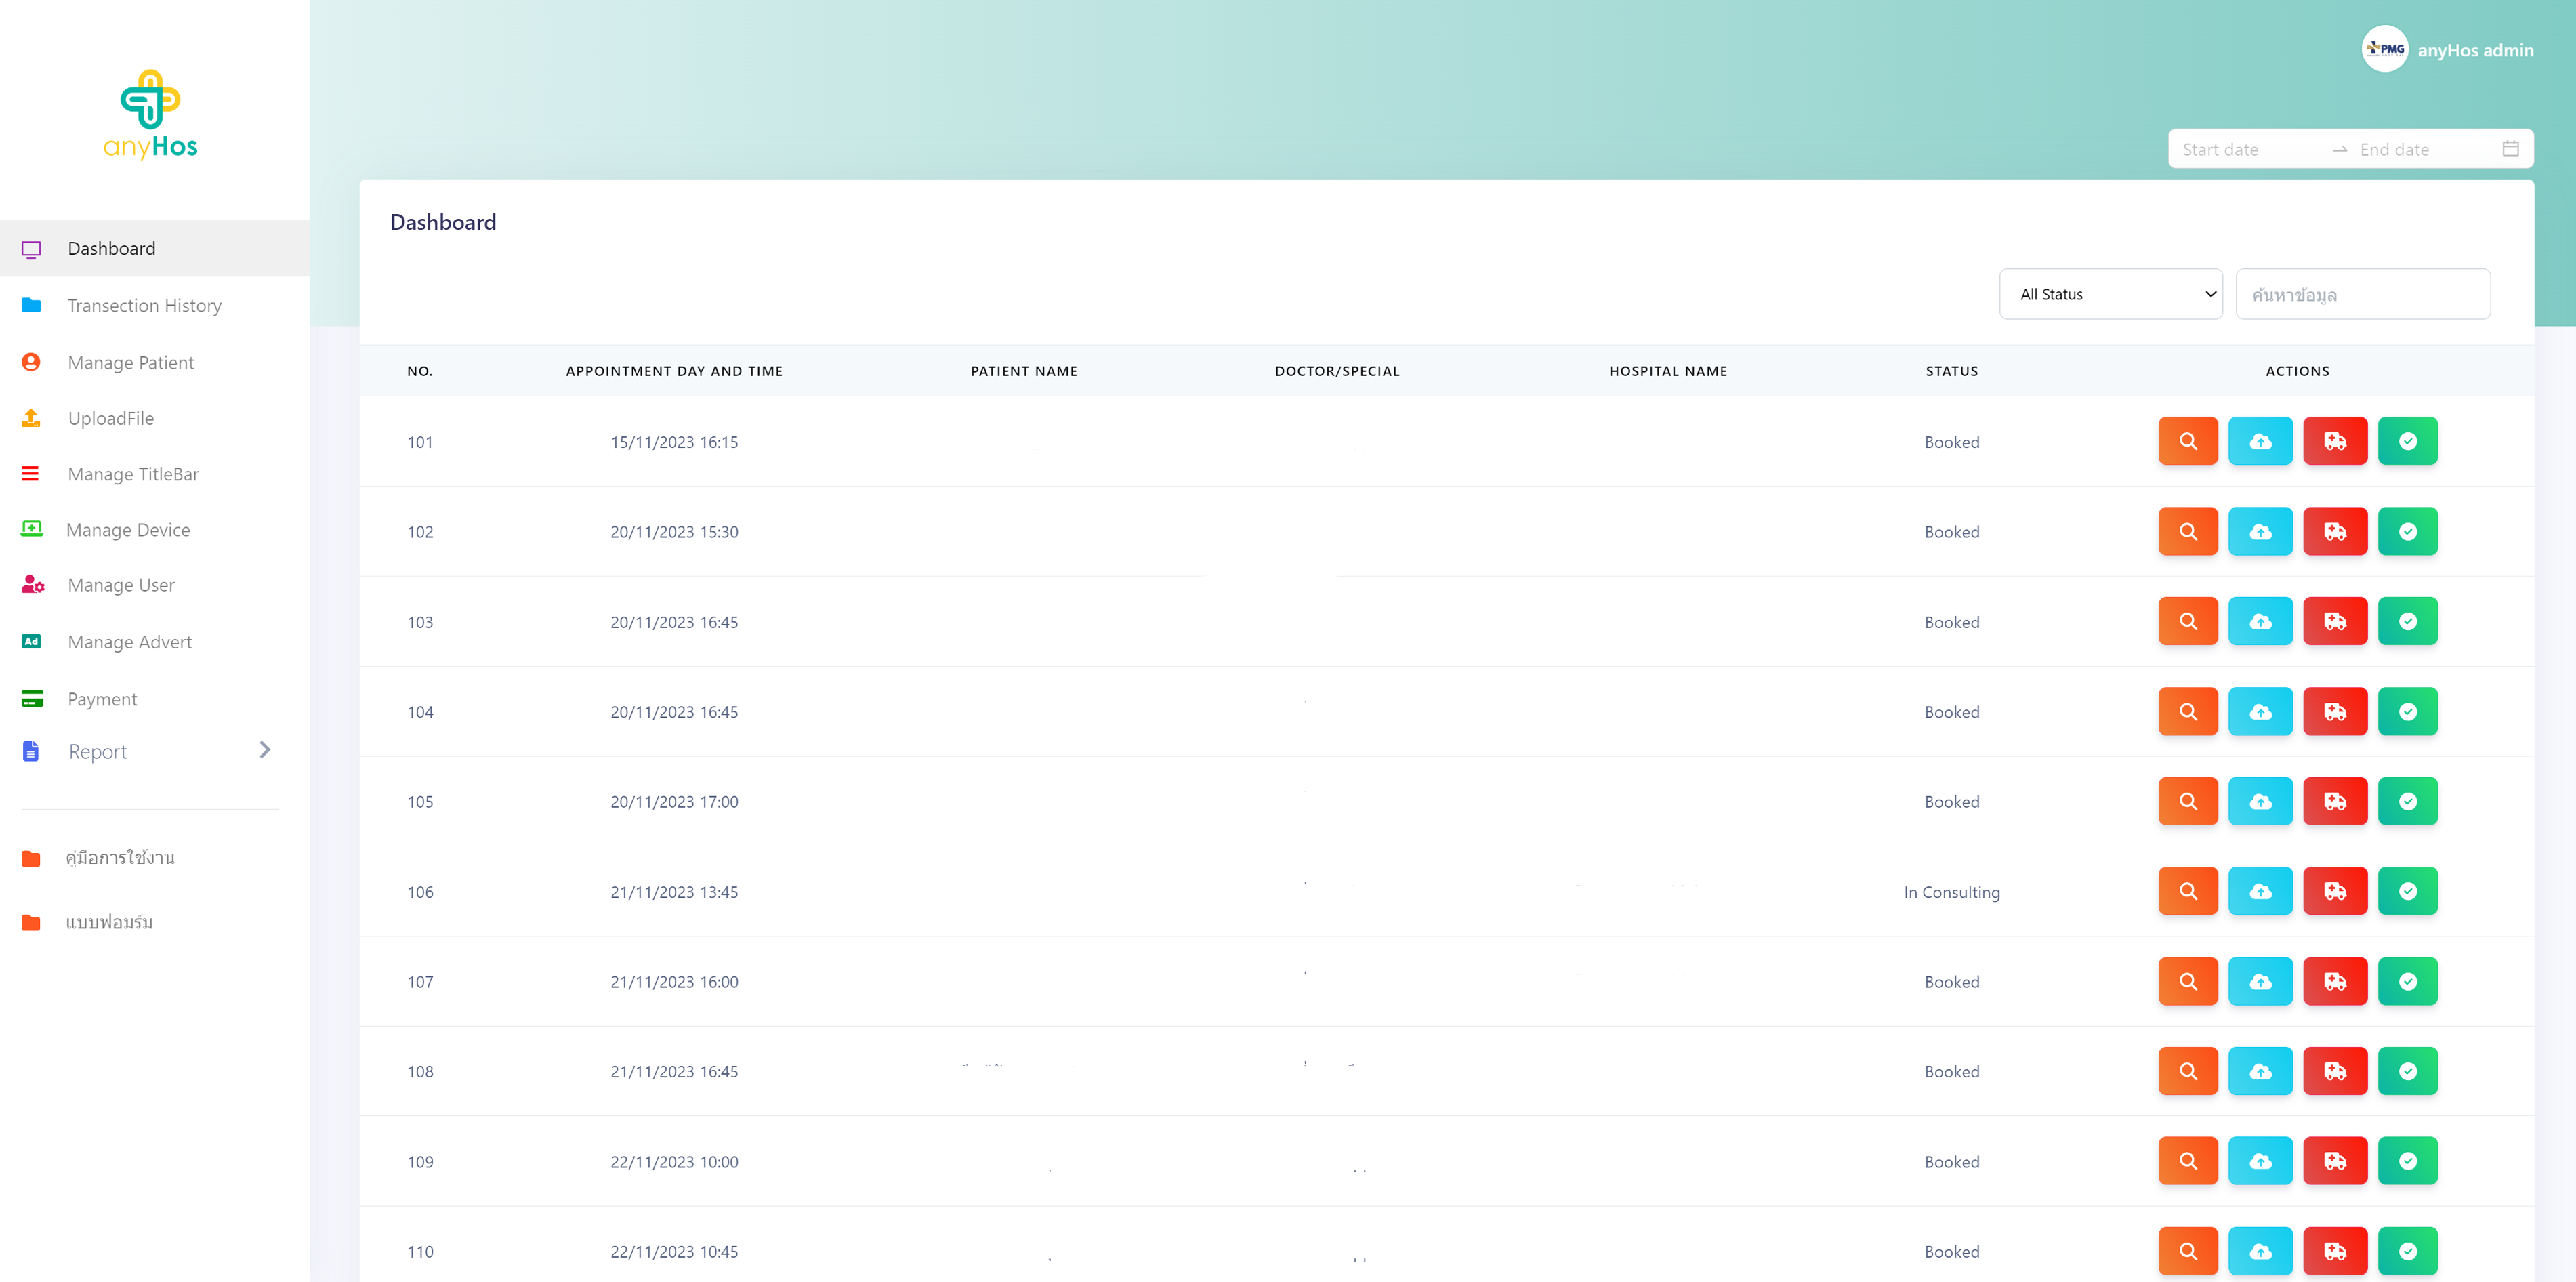 PMG
anyHos admin
anyHos
Start date → End date
Dashboard
Dashboard
Transection History
Manage Patient
UploadFile
Manage TitleBar
Manage Device
Manage User
Ad
Manage Advert
Payment
Report
คู่มือการใช้งาน
แบบฟอมร์ม
All Status
ค้นหาข้อมูล
NO. APPOINTMENT DAY AND TIME PATIENT NAME DOCTOR/SPECIAL HOSPITAL NAME STATUS ACTIONS
101 15/11/2023 16:15 Booked
102 20/11/2023 15:30 Booked
103 20/11/2023 16:45 Booked
104 20/11/2023 16:45 Booked
105 20/11/2023 17:00 Booked
106 21/11/2023 13:45 In Consulting
107 21/11/2023 16:00 Booked
108 21/11/2023 16:45 Booked
109 22/11/2023 10:00 Booked
110 22/11/2023 10:45 Booked